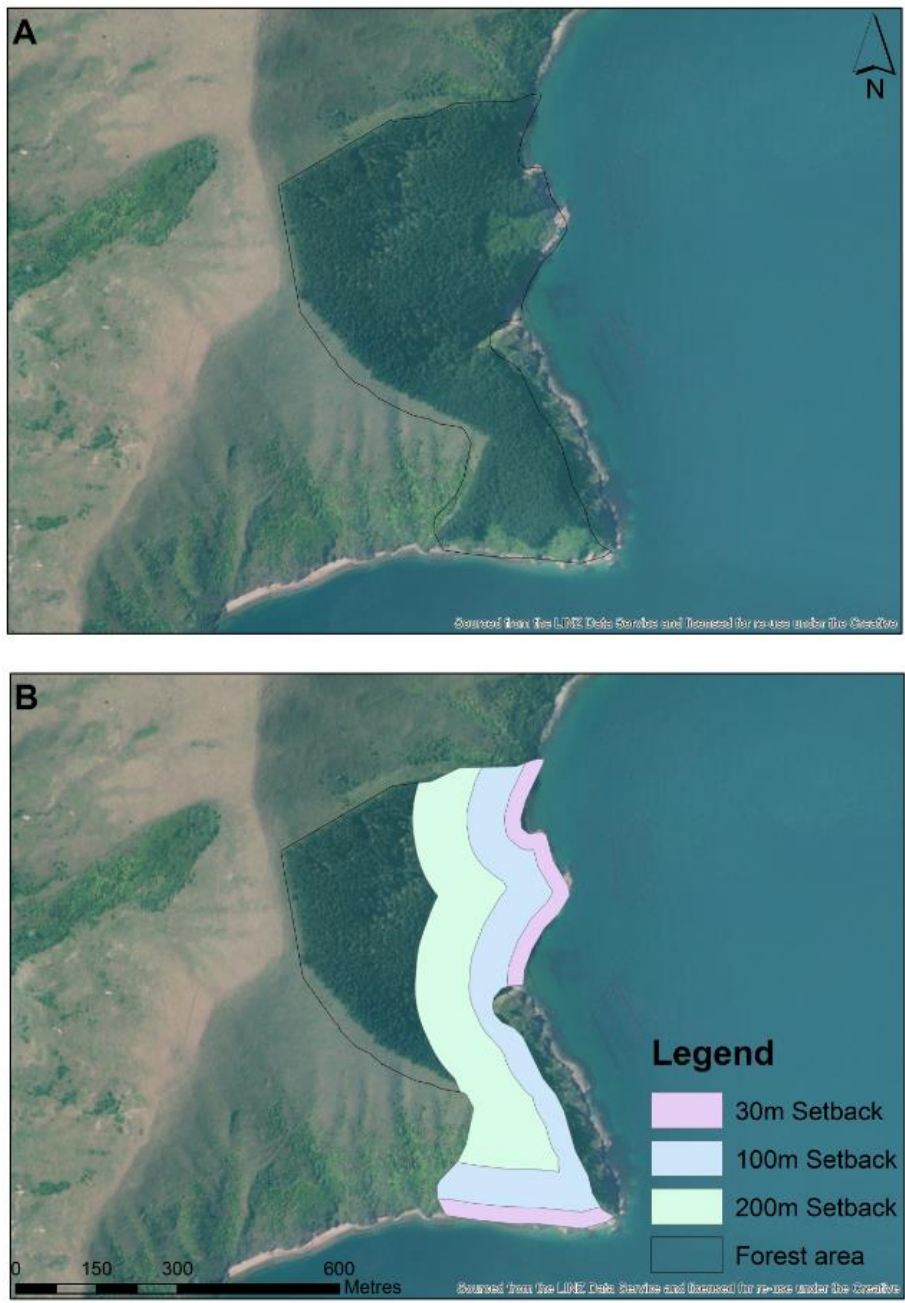 A
N
Sourced from the LINZ Data Service and licensed for re-use under the Creative
B
Legend
30m Setback
100m Setback
200m Setback
Forest area
0 150 300 600
Metres
Sourced from the LINZ Data Service and licensed for re-use under the Creative